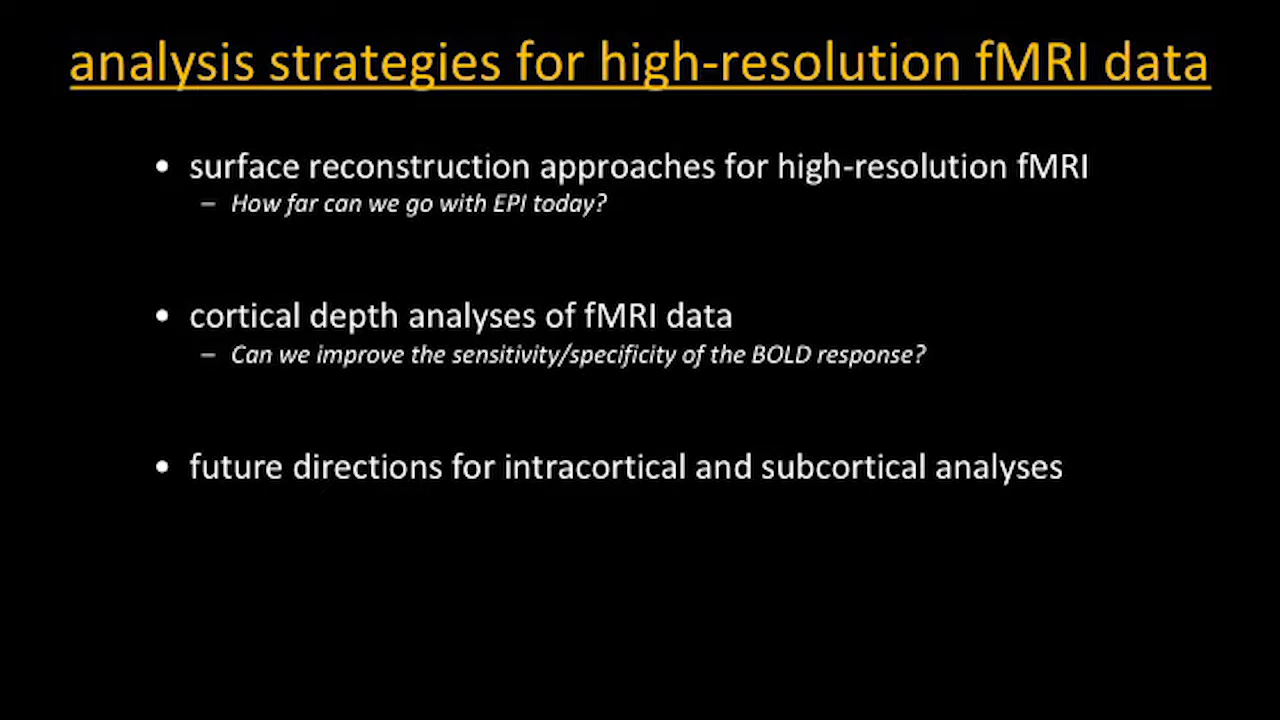 analysis strategies for high-resolution fMRI data
• surface reconstruction approaches for high-resolution fMRI
– How far can we go with EPI today?
• cortical depth analyses of fMRI data
– Can we improve the sensitivity/specificity of the BOLD response?
• future directions for intracortical and subcortical analyses